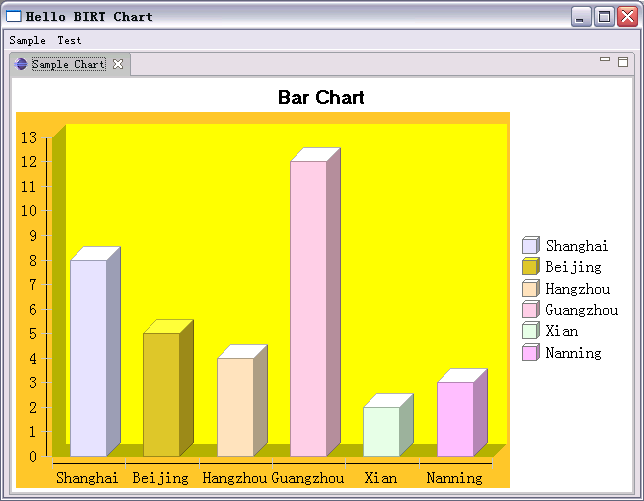 Hello BIRT Chart
Sample Test
Sample Chart
Bar Chart
13
12
11
10
9
8
7
6
5
4
3
2
1
0
Shanghai Beijing Hangzhou Guangzhou Xian Nanning
Shanghai
Beijing
Hangzhou
Guangzhou
Xian
Nanning